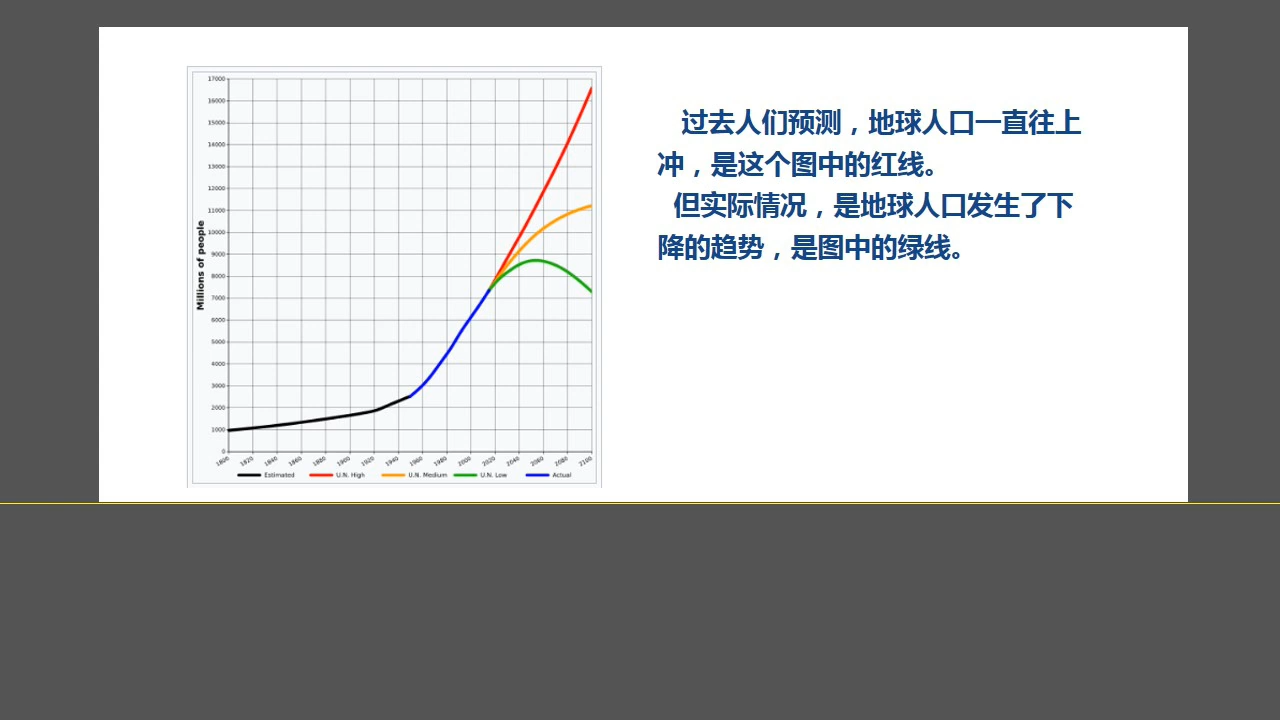 17000
16000
15000
14000
13000
12000
11000
10000
9000
8000
7000
6000
5000
4000
3000
2000
1000
0
Millions of people
1800 1820 1840 1860 1880 1900 1920 1940 1960 1980 2000 2020 2040 2060 2080 2100
Estimated U.N. High U.N. Medium U.N. Low Actual
过去人们预测，地球人口一直往上
冲，是这个图中的红线。
但实际情况，是地球人口发生了下
降的趋势，是图中的绿线。